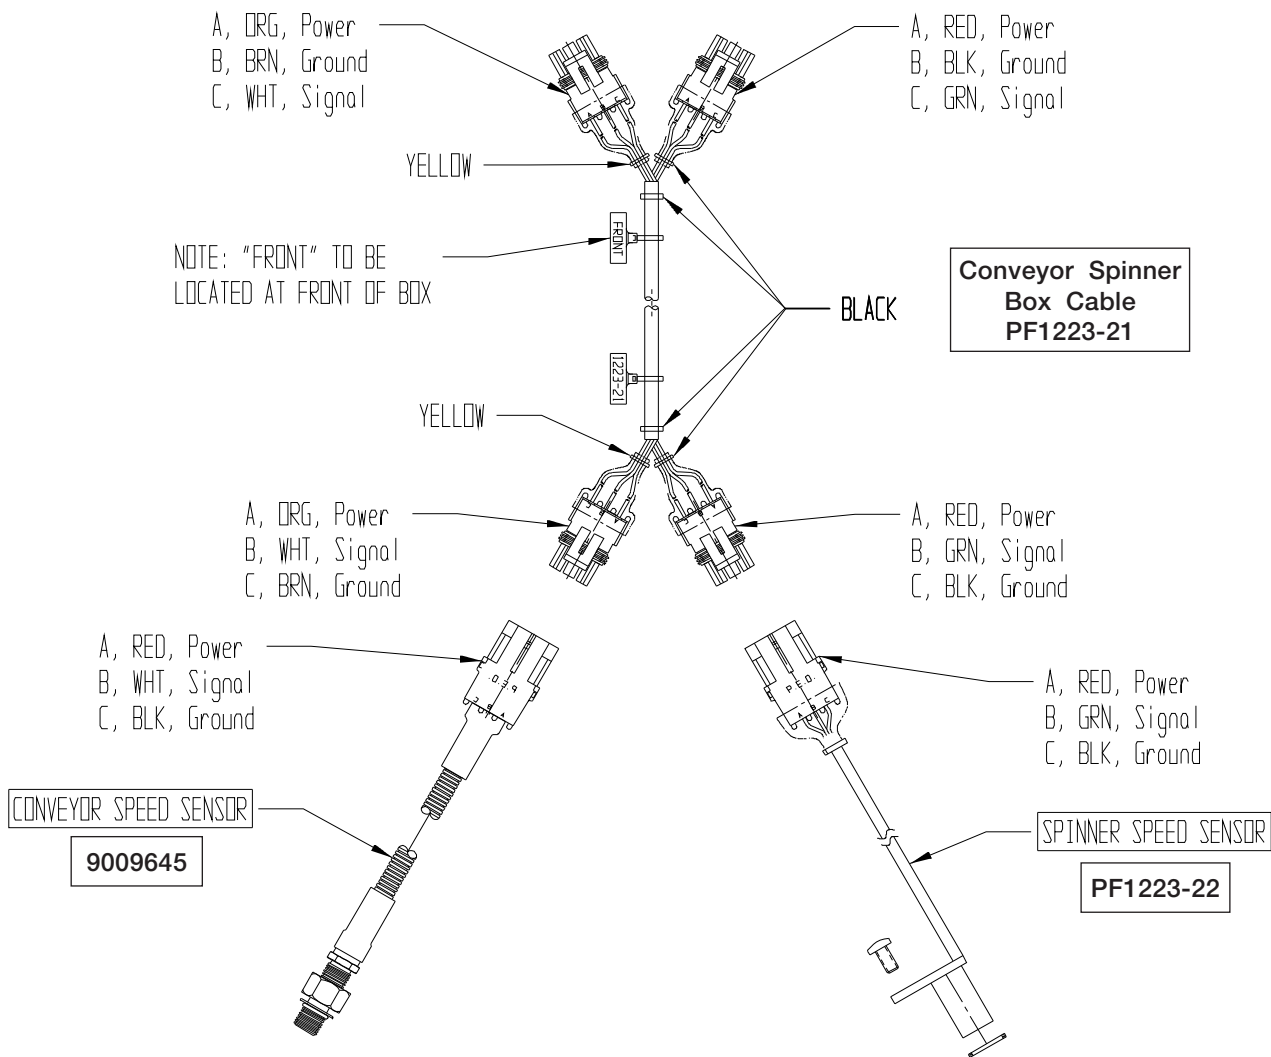 A, ORG, Power
B, BRN, Ground
C, WHT, Signal
A, RED, Power
B, BLK, Ground
C, GRN, Signal
YELLOW
FRONT
NOTE: "FRONT" TO BE
LOCATED AT FRONT OF BOX
Conveyor Spinner
Box Cable
PF1223-21
BLACK
1223-21
YELLOW
A, ORG, Power
B, WHT, Signal
C, BRN, Ground
A, RED, Power
B, GRN, Signal
C, BLK, Ground
A, RED, Power
B, WHT, Signal
C, BLK, Ground
A, RED, Power
B, GRN, Signal
C, BLK, Ground
CONVEYOR SPEED SENSOR
9009645
SPINNER SPEED SENSOR
PF1223-22